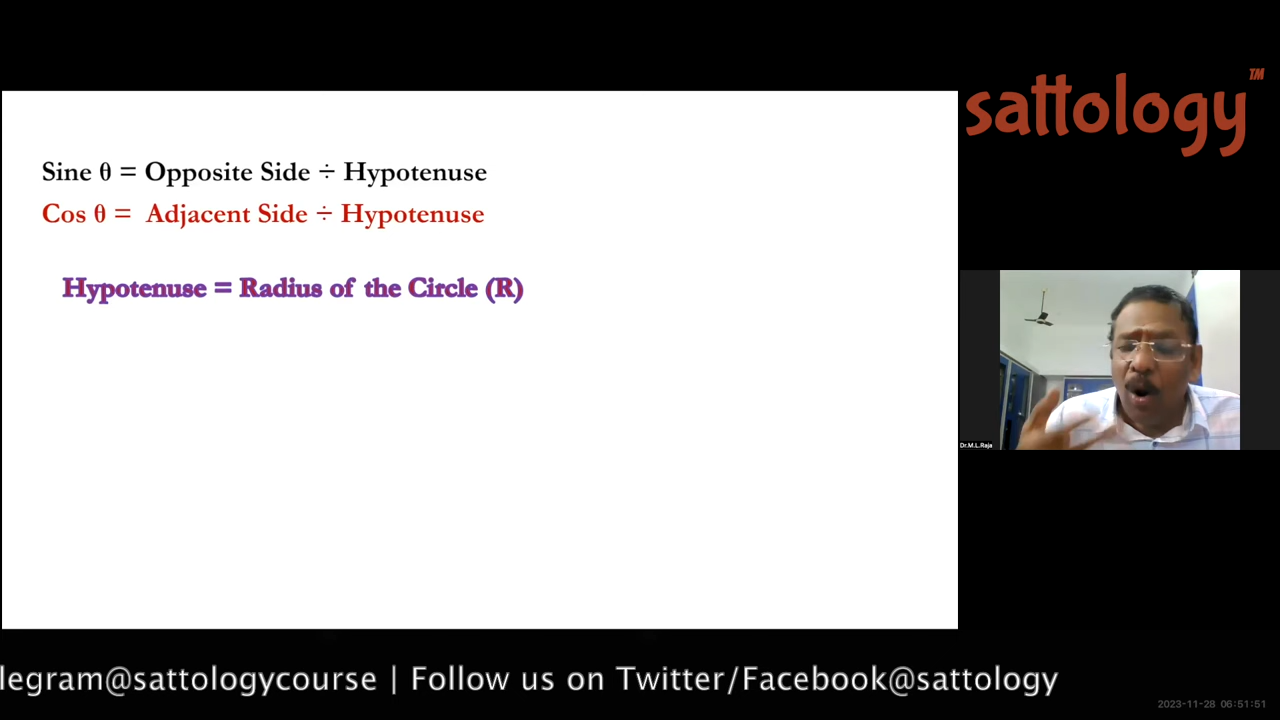 sattology™
Sine θ = Opposite Side ÷ Hypotenuse
Cos θ = Adjacent Side ÷ Hypotenuse
Hypotenuse = Radius of the Circle (R)
Dr.M.L.Raja
legram@sattologycourse | Follow us on Twitter/Facebook@sattology
2023-11-28 06:51:51